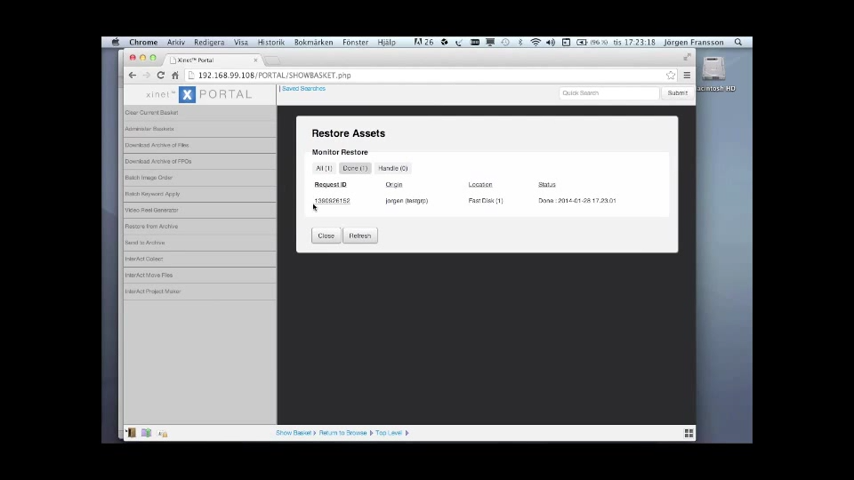 Chrome Arkiv Redigera Visa Historik Bokmärken Fönster Hjälp 26 tis 17:23:18 Jörgen Fransson
Xinet™ Portal
192.168.99.108/PORTAL/SHOWBASKET.php
Macintosh HD
xinet™ X PORTAL
Saved Searches
Quick Search
Submit
Clear Current Basket
Administer Baskets
Download Archive of Files
Download Archive of FPOs
Batch Image Order
Batch Keyword Apply
Video Reel Generator
Restore from Archive
Send to Archive
InterAct Collect
InterAct Move Files
InterAct Project Maker
Restore Assets
Monitor Restore
All (1) Done (1) Handle (0)
Request ID Origin Location Status
1390926152 jorgen (testgrp) Fast Disk (1) Done : 2014-01-28 17.23.01
Close Refresh
Show Basket Return to Browse Top Level